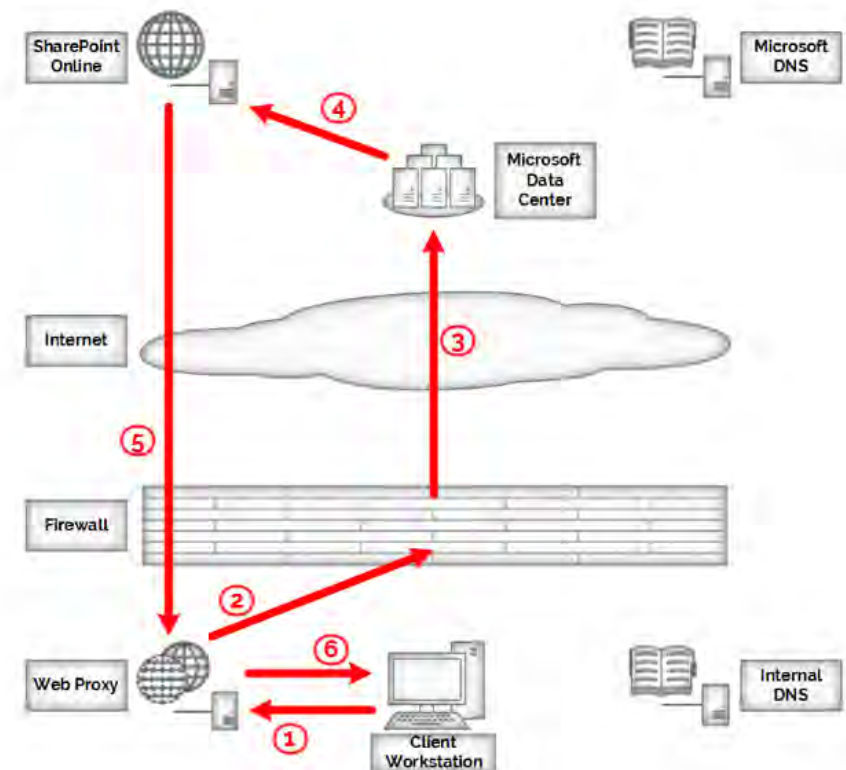 SharePoint
Online
Microsoft
DNS
4
Microsoft
Data
Center
Internet
3
5
Firewall
2
6
Web Proxy
Internal
DNS
1
Client
Workstation